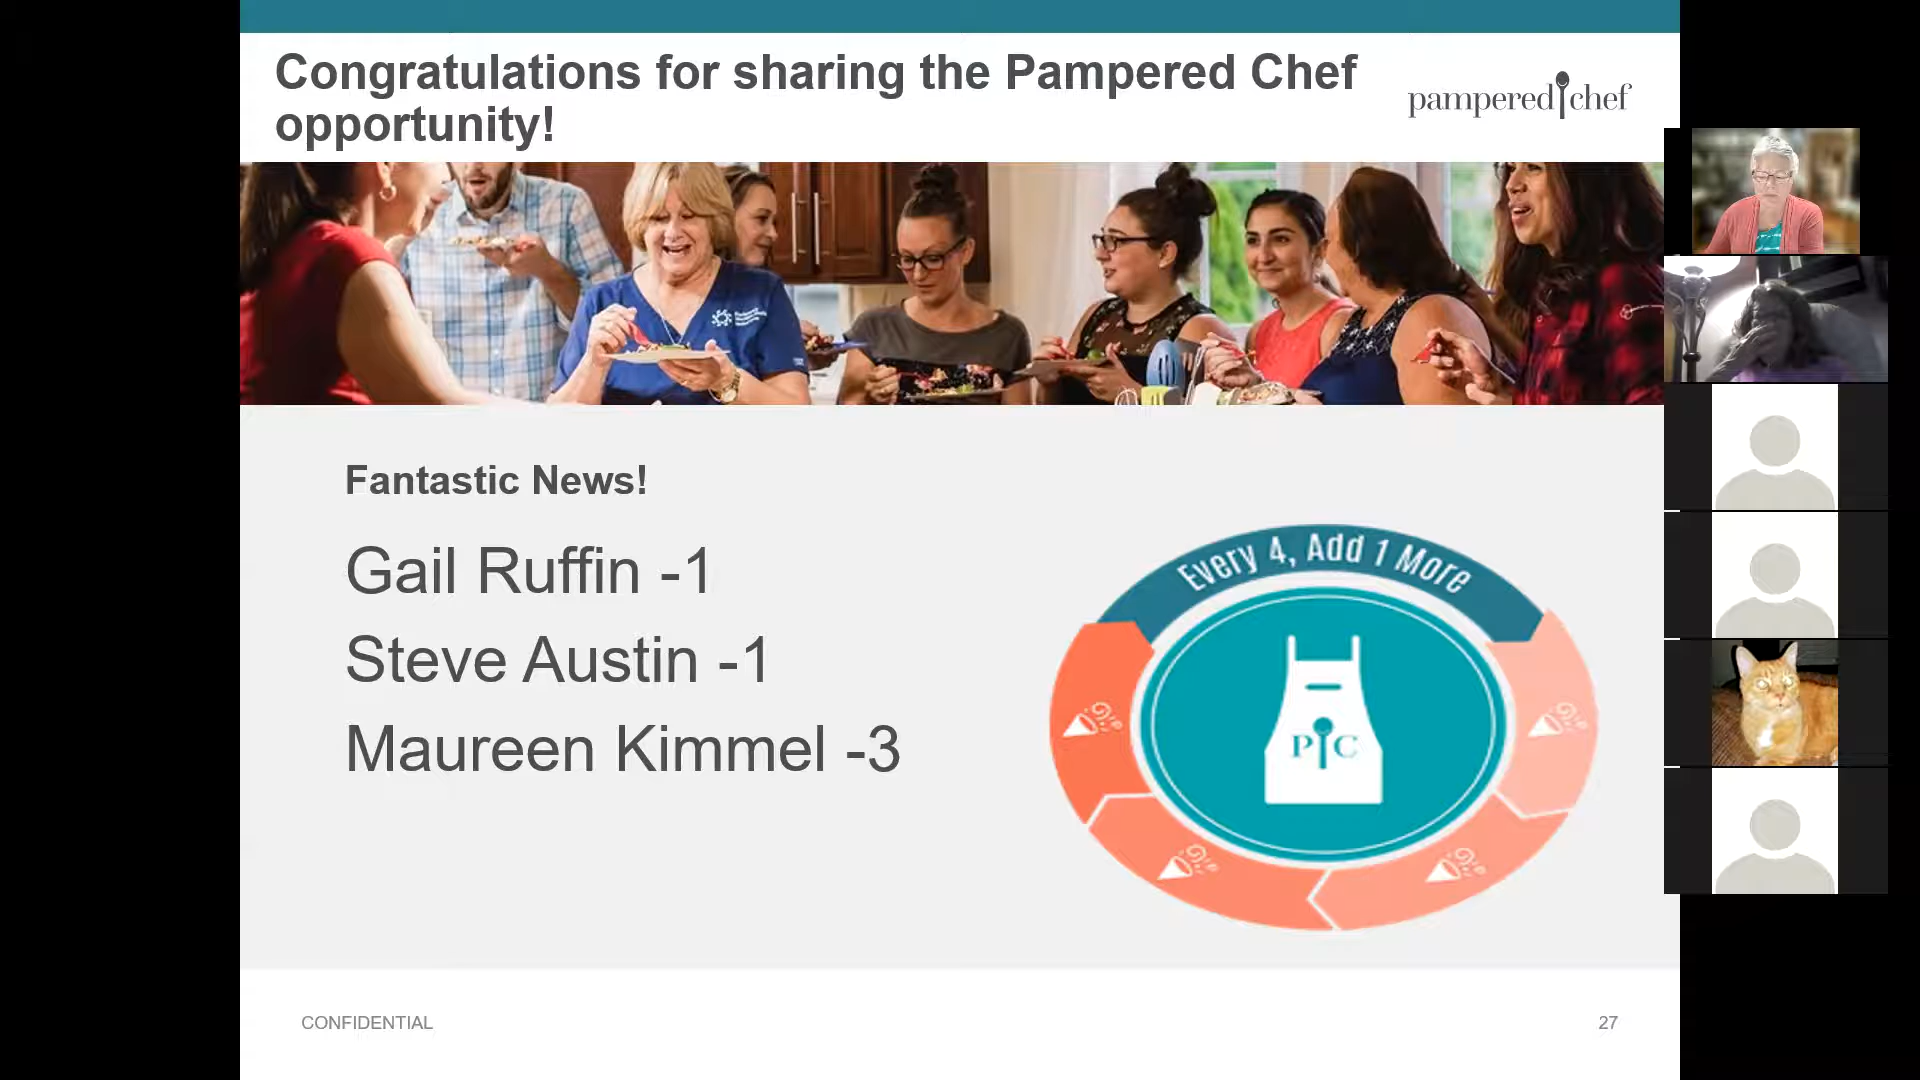 Congratulations for sharing the Pampered Chef
opportunity!
pampered chef
Fantastic News!
Gail Ruffin -1
Steve Austin -1
Maureen Kimmel -3
Every 4, Add 1 More
P C
CONFIDENTIAL
27